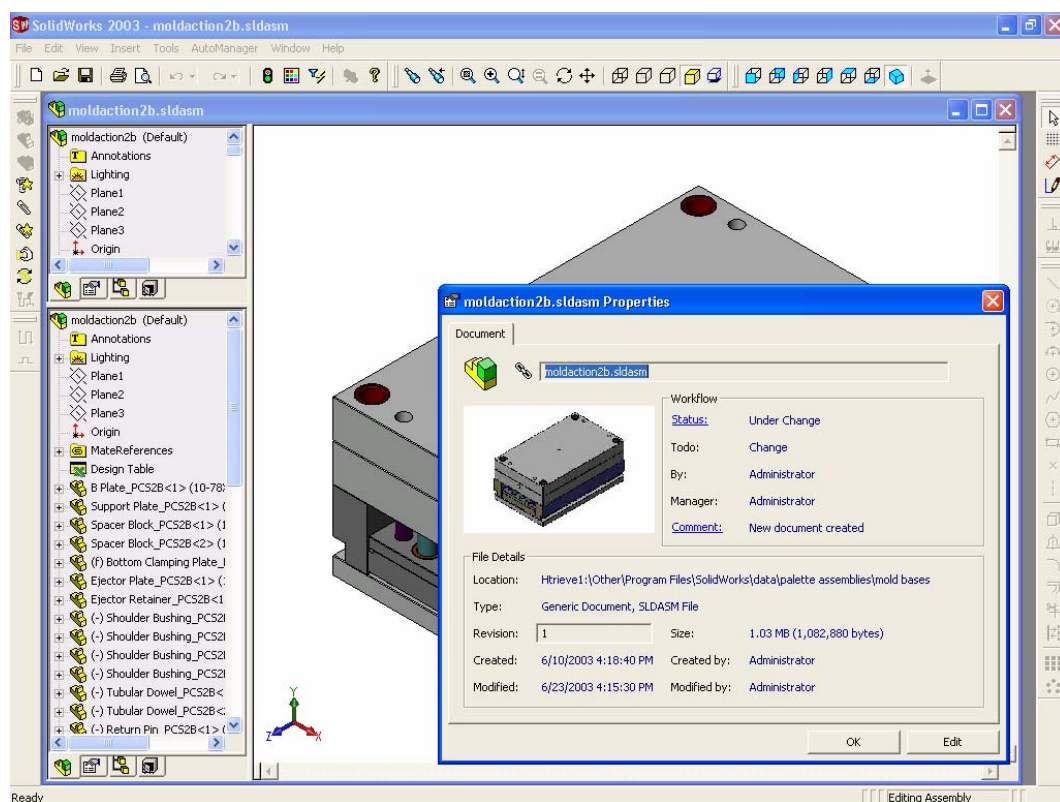 SolidWorks 2003 - moldaction2b.sldasm
File Edit View Insert Tools AutoManager Window Help
moldaction2b.sldasm
moldaction2b (Default)
Annotations
Lighting
Plane1
Plane2
Plane3
Origin
moldaction2b (Default)
Annotations
Lighting
Plane1
Plane2
Plane3
Origin
MateReferences
Design Table
B Plate_PCS2B<1> (10-78
Support Plate_PCS2B<1> (
Spacer Block_PCS2B<1> (1
Spacer Block_PCS2B<2> (1
(f) Bottom Clamping Plate_
Ejector Plate_PCS2B<1> (
Ejector Retainer_PCS2B<1
(-) Shoulder Bushing_PCS2
(-) Shoulder Bushing_PCS2
(-) Shoulder Bushing_PCS2
(-) Shoulder Bushing_PCS2
(-) Tubular Dowel_PCS2B<
(-) Tubular Dowel_PCS2B<
(-) Return Pin_PCS2B<1> (
Y
Z X
moldaction2b.sldasm Properties
Document
moldaction2b.sldasm
Workflow
Status: Under Change
Todo: Change
By: Administrator
Manager: Administrator
Comment: New document created
File Details
Location: Htrieve1:\Other\Program Files\SolidWorks\data\palette assemblies\mold bases
Type: Generic Document, SLDASM File
Revision: 1 Size: 1.03 MB (1,082,880 bytes)
Created: 6/10/2003 4:18:40 PM Created by: Administrator
Modified: 6/23/2003 4:15:30 PM Modified by: Administrator
OK Edit
Ready Editing Assembly